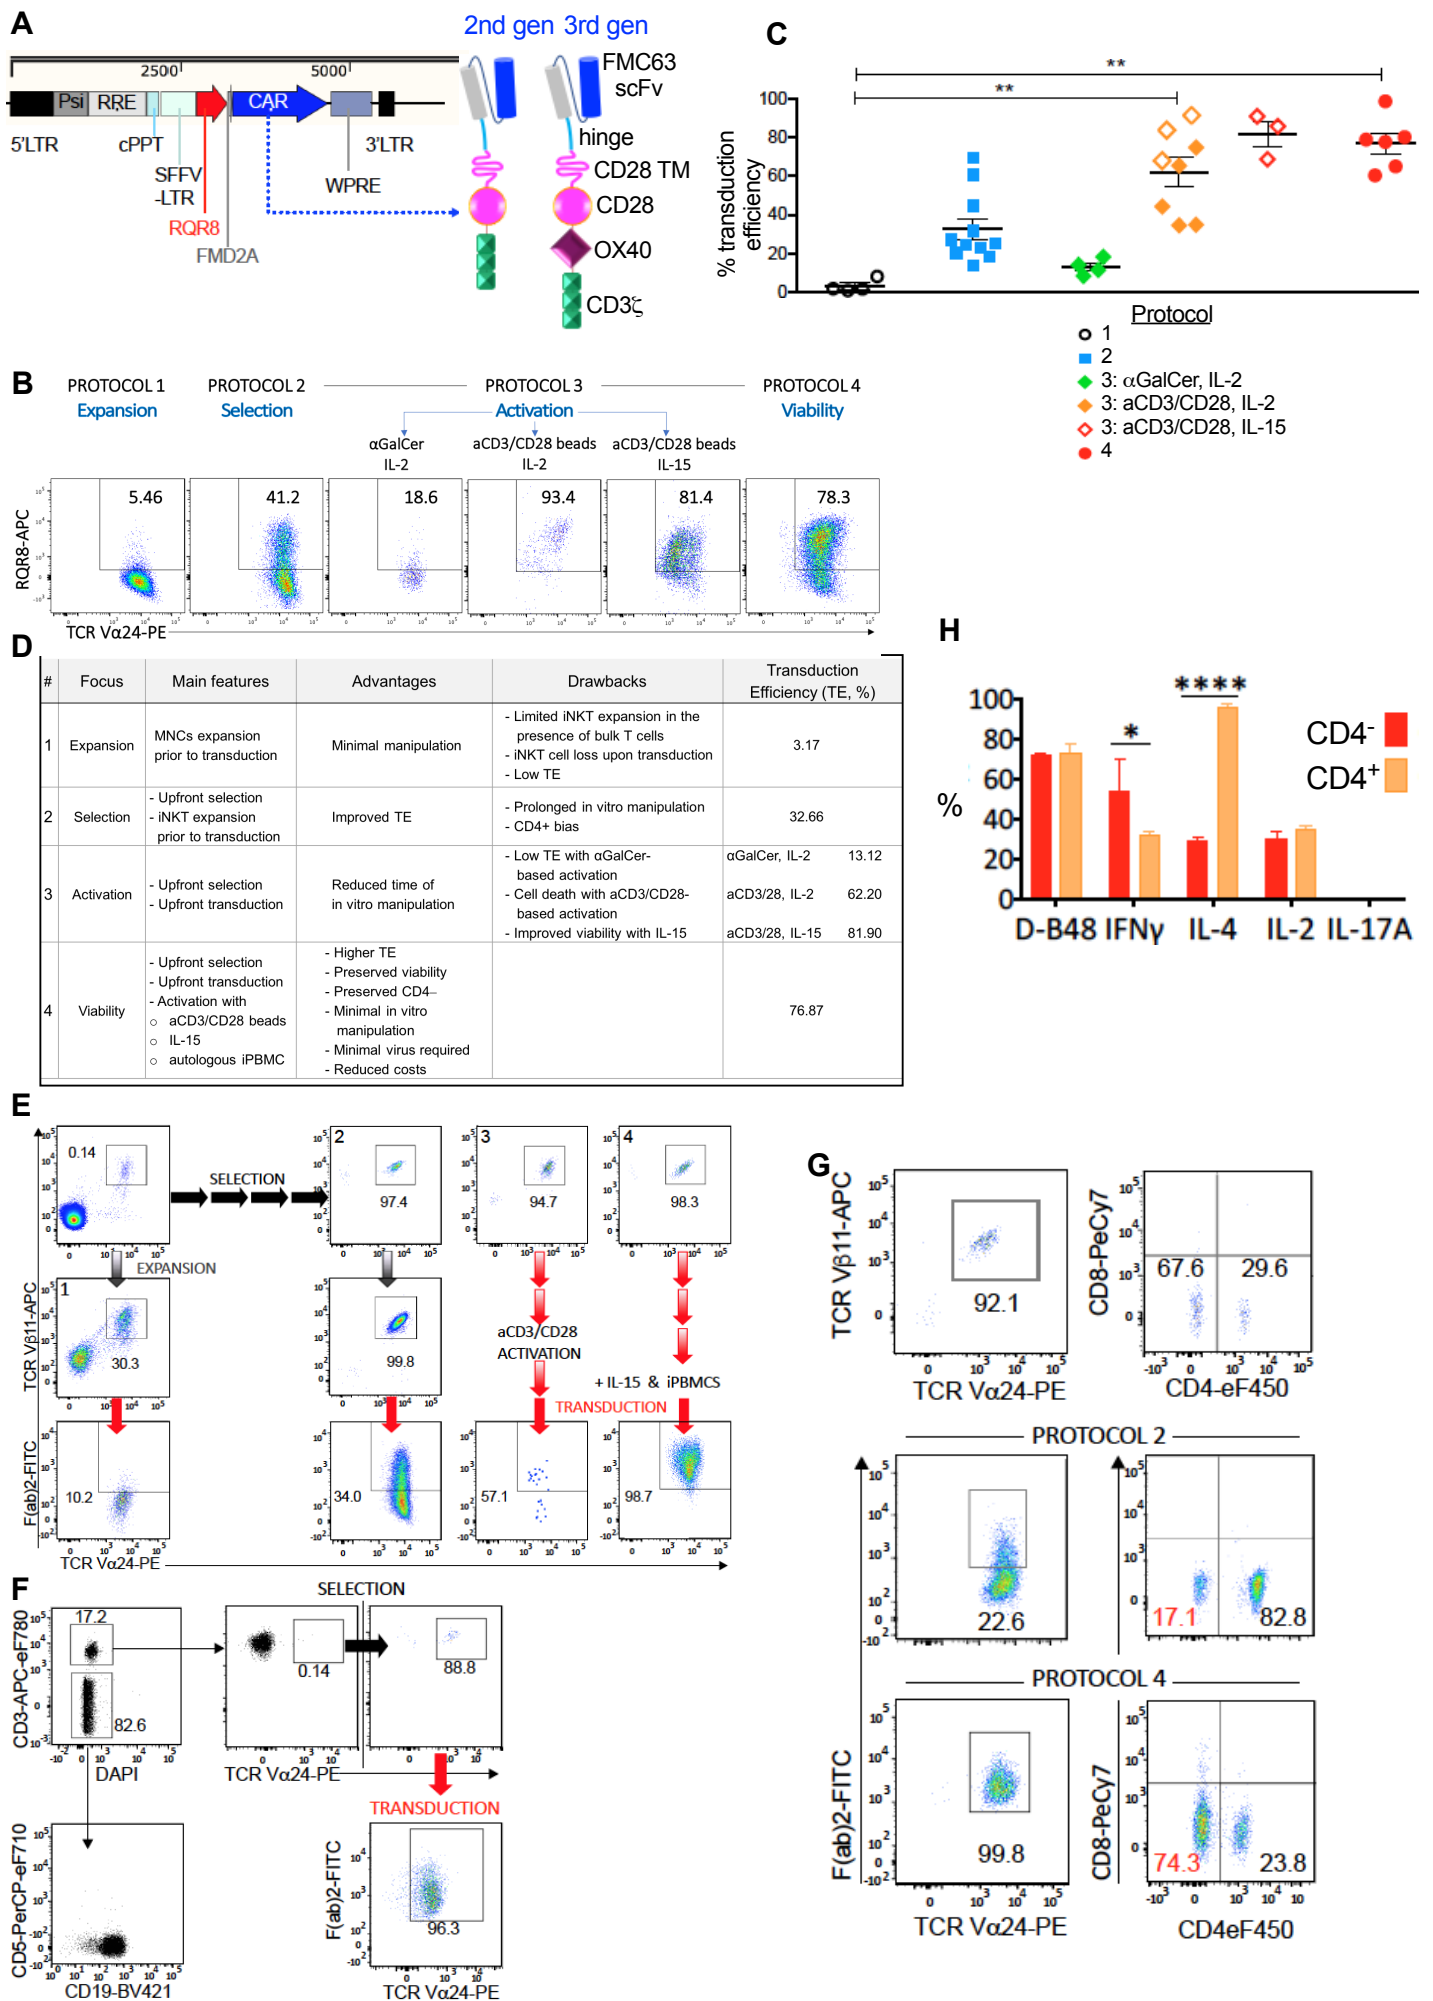 A
2nd gen 3rd gen
2500
5000
Psi RRE CAR
5'LTR
cPPT
SFFV
-LTR
RQR8
FMD2A
WPRE
3'LTR
FMC63
scFv
hinge
CD28 TM
CD28
OX40
CD3ζ
C
**
**
% transduction
efficiency
100
80
60
40
20
0
Protocol
1
2
3: αGalCer, IL-2
3: aCD3/CD28, IL-2
3: aCD3/CD28, IL-15
4
B
PROTOCOL 1 PROTOCOL 2 PROTOCOL 3 PROTOCOL 4
Expansion Selection Activation Viability
αGalCer aCD3/CD28 beads aCD3/CD28 beads
IL-2 IL-2 IL-15
5.46 41.2 18.6 93.4 81.4 78.3
RQR8-APC
TCR Vα24-PE
D
# Focus Main features Advantages Drawbacks Transduction
Efficiency (TE, %)
1 Expansion
MNCs expansion
prior to transduction
Minimal manipulation
- Limited iNKT expansion in the
presence of bulk T cells
- iNKT cell loss upon transduction
- Low TE
3.17
2 Selection
- Upfront selection
- iNKT expansion
prior to transduction
Improved TE
- Prolonged in vitro manipulation
- CD4+ bias
32.66
3 Activation
- Upfront selection
- Upfront transduction
Reduced time of
in vitro manipulation
- Low TE with αGalCer-
based activation
- Cell death with aCD3/CD28-
based activation
- Improved viability with IL-15
αGalCer, IL-2 13.12
aCD3/28, IL-2 62.20
aCD3/28, IL-15 81.90
4 Viability
- Upfront selection
- Upfront transduction
- Activation with
o aCD3/CD28 beads
o IL-15
o autologous iPBMC
- Higher TE
- Preserved viability
- Preserved CD4–
- Minimal in vitro
manipulation
- Minimal virus required
- Reduced costs
76.87
H
****
*
100
80
60
40
20
0
%
CD4-
CD4+
D-B48 IFNγ IL-4 IL-2 IL-17A
E
0.14
SELECTION
2
97.4
3
94.7
4
98.3
EXPANSION
TCR Vβ11-APC
1
30.3
99.8
aCD3/CD28
ACTIVATION
+ IL-15 & iPBMCS
TRANSDUCTION
F(ab)2-FITC
10.2
34.0
57.1
98.7
TCR Vα24-PE
F
SELECTION
CD3-APC-eF780
17.2
82.6
DAPI
0.14
88.8
TCR Vα24-PE
TRANSDUCTION
CD5-PerCP-eF710
CD19-BV421
F(ab)2-FITC
96.3
TCR Vα24-PE
G
TCR Vβ11-APC
92.1
TCR Vα24-PE
CD8-PeCy7
67.6 29.6
CD4-eF450
PROTOCOL 2
22.6
17.1 82.8
PROTOCOL 4
F(ab)2-FITC
99.8
TCR Vα24-PE
CD8-PeCy7
74.3 23.8
CD4eF450